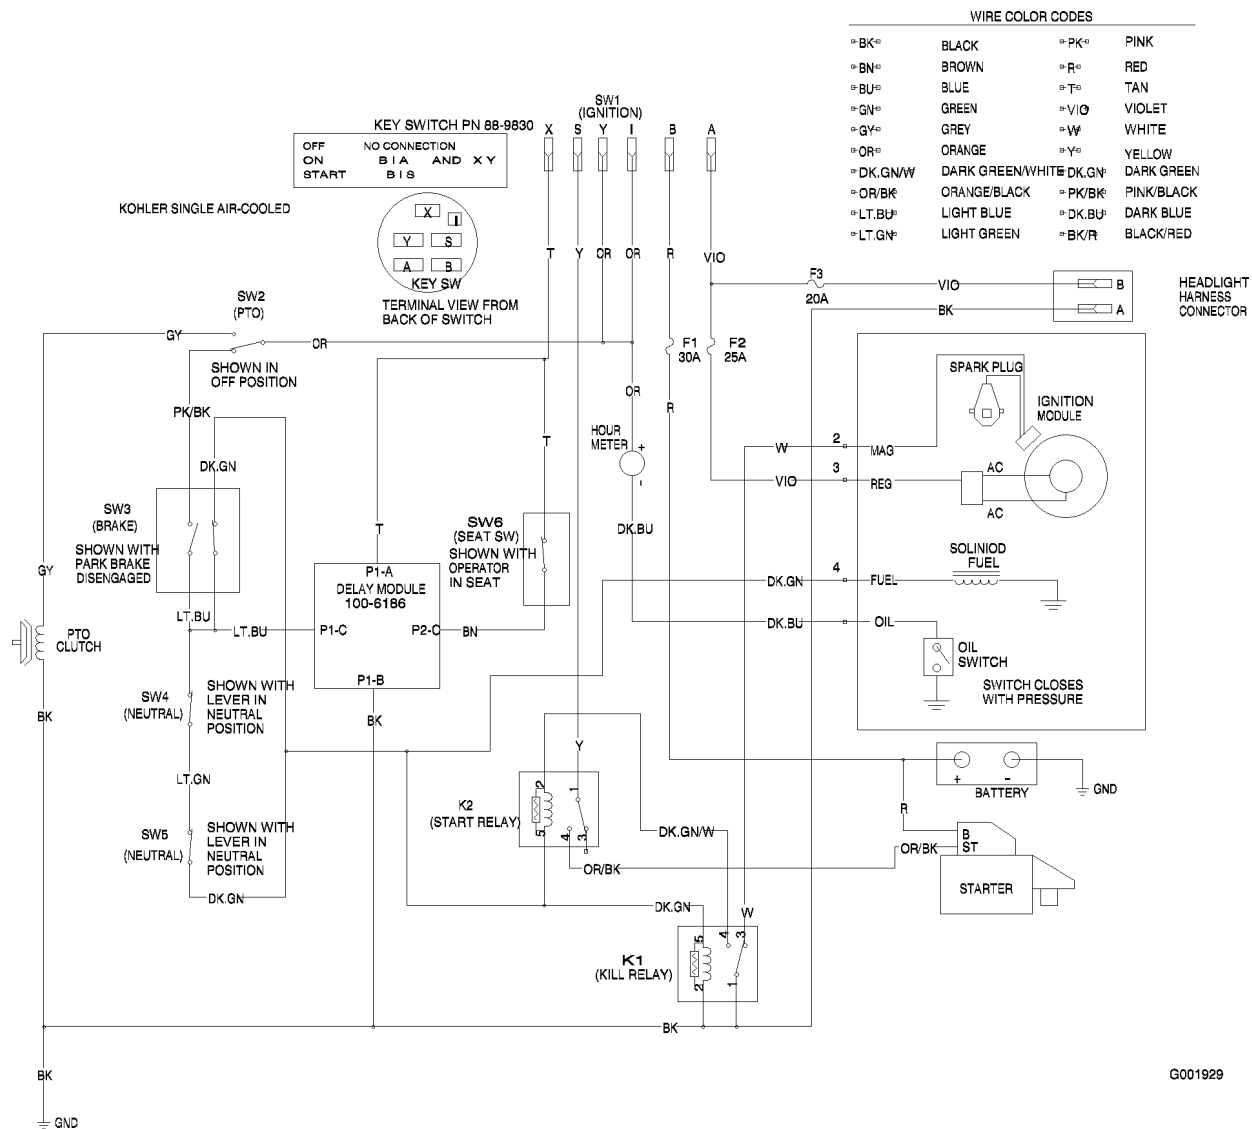 WIRE COLOR CODES
BK BLACK PK PINK
BN BROWN R RED
BU BLUE T TAN
GN GREEN VIO VIOLET
GY GREY W WHITE
OR ORANGE Y YELLOW
DK.GN/W DARK GREEN/WHITE DK.GN DARK GREEN
OR/BK ORANGE/BLACK PK/BK PINK/BLACK
LT.BU LIGHT BLUE DK.BU DARK BLUE
LT.GN LIGHT GREEN BK/R BLACK/RED
SW1
(IGNITION)
KEY SWITCH PN 88-9830
X S Y I B A
OFF NO CONNECTION
ON B I A AND X Y
START B I S
KOHLER SINGLE AIR-COOLED
X
I
Y S
A B
KEY SW
TERMINAL VIEW FROM
BACK OF SWITCH
T Y OR OR R VIO
F3
20A
VIO
B
BK
A
HEADLIGHT
HARNESS
CONNECTOR
SW2
(PTO)
GY
OR
SHOWN IN
OFF POSITION
F1
30A
F2
25A
PK/BK
DK.GN
OR
R
T
HOUR
METER
+
-
SPARK PLUG
IGNITION
MODULE
W
2
MAG
VIO
3
REG
AC
AC
SW3
(BRAKE)
SHOWN WITH
PARK BRAKE
DISENGAGED
T
SW6
(SEAT SW)
SHOWN WITH
OPERATOR
IN SEAT
DK.BU
GY
P1-A
DELAY MODULE
100-6186
P1-C
P2-C
P1-B
SOLINIOD
FUEL
DK.GN
4
FUEL
LT.BU
LT.BU
BN
DK.BU
OIL
PTO
CLUTCH
OIL
SWITCH
SWITCH CLOSES
WITH PRESSURE
SW4
(NEUTRAL)
SHOWN WITH
LEVER IN
NEUTRAL
POSITION
BK
BK
Y
LT.GN
+ -
BATTERY
GND
K2
(START RELAY)
2
1
5
4
3
R
SW5
(NEUTRAL)
SHOWN WITH
LEVER IN
NEUTRAL
POSITION
DK.GN/W
OR/BK
OR/BK
B
ST
STARTER
DK.GN
DK.GN
W
K1
(KILL RELAY)
5
4
3
2
1
BK
BK
GND
G001929